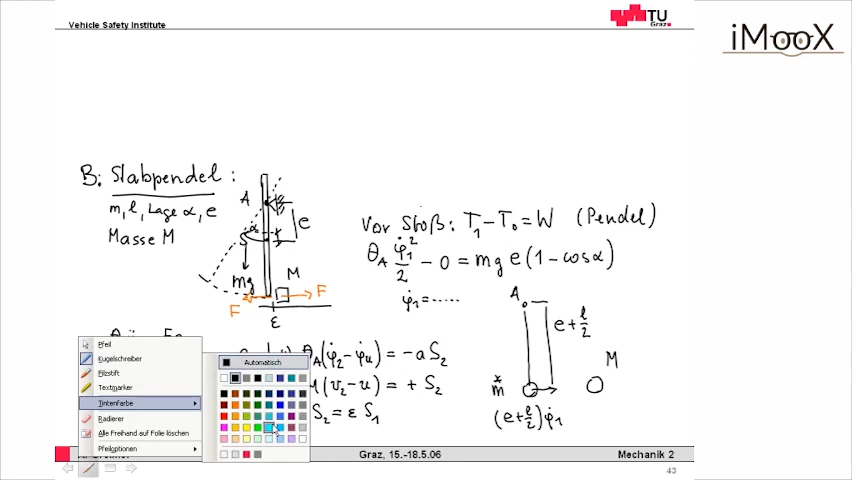 Vehicle Safety Institute
TU
Graz
iMooX
B: Stabpendel :
m, l, Lage α, e
Masse M
A
e
α
S
mg
M
F
F
ε
Vor Stoß: T₁ - T₀ = W (Pendel)
θ_A φ̇₁²/2 - 0 = mg e (1 - cos α)
φ̇₁ = .....
A
e + l/2
M
m*
(e + l/2) φ̇₁
θ_A (φ̇₂ - φ̇u) = - a S₂
(v₂ - u) = + S₂
S₂ = ε S₁
Pfeil
Kugelschreiber
Filzstift
Textmarker
Tintenfarbe
Radierer
Alle Freihand auf Folie löschen
Pfeiloptionen
Automatisch
Graz, 15.-18.5.06
Mechanik 2
43